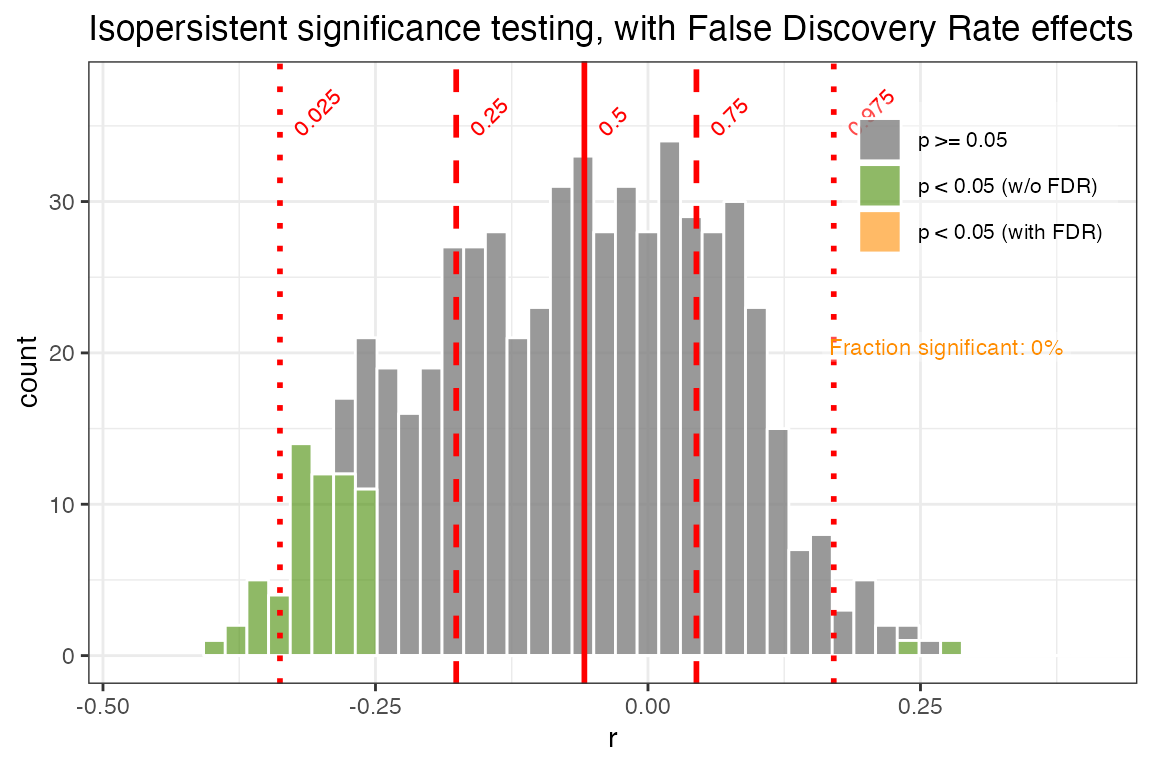 Isopersistent significance testing, with False Discovery Rate effects
0.025
0.25
0.5
0.75
0.975
p >= 0.05
p < 0.05 (w/o FDR)
p < 0.05 (with FDR)
Fraction significant: 0%
30
20
10
0
count
-0.50
-0.25
0.00
0.25
r